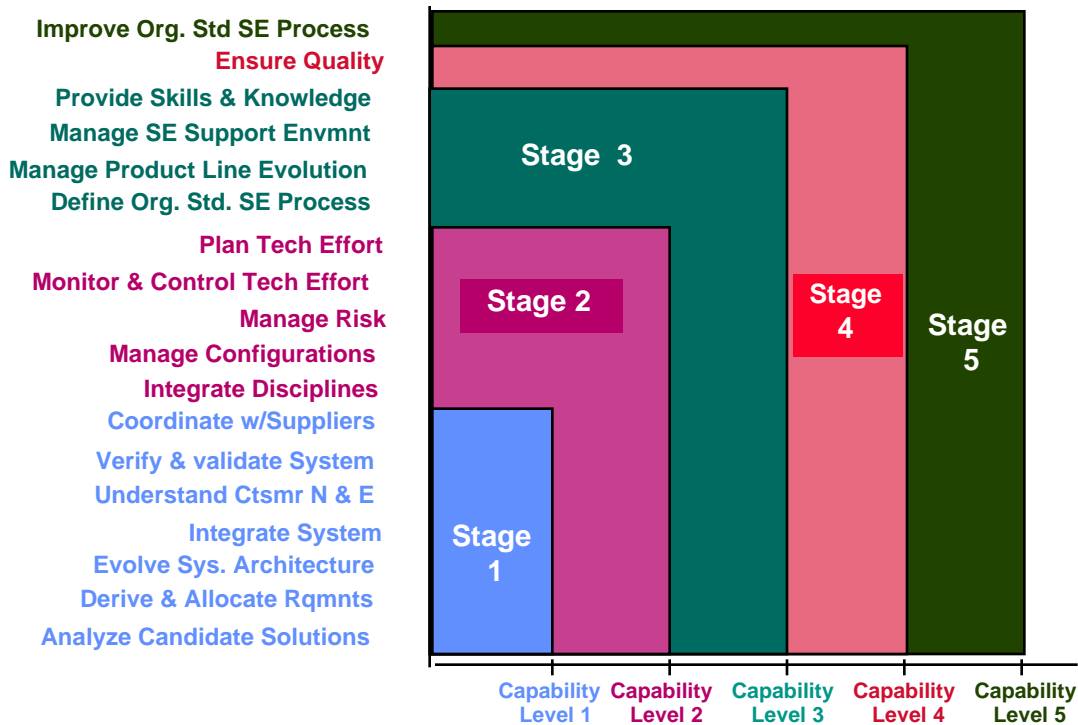 Improve Org. Std SE Process
Ensure Quality
Provide Skills & Knowledge
Manage SE Support Envmnt
Manage Product Line Evolution
Define Org. Std. SE Process
Plan Tech Effort
Monitor & Control Tech Effort
Manage Risk
Manage Configurations
Integrate Disciplines
Coordinate w/Suppliers
Verify & validate System
Understand Ctsmr N & E
Integrate System
Evolve Sys. Architecture
Derive & Allocate Rqmnts
Analyze Candidate Solutions
Stage 3
Stage 2
Stage
4
Stage
5
Stage
1
Capability
Level 1
Capability
Level 2
Capability
Level 3
Capability
Level 4
Capability
Level 5